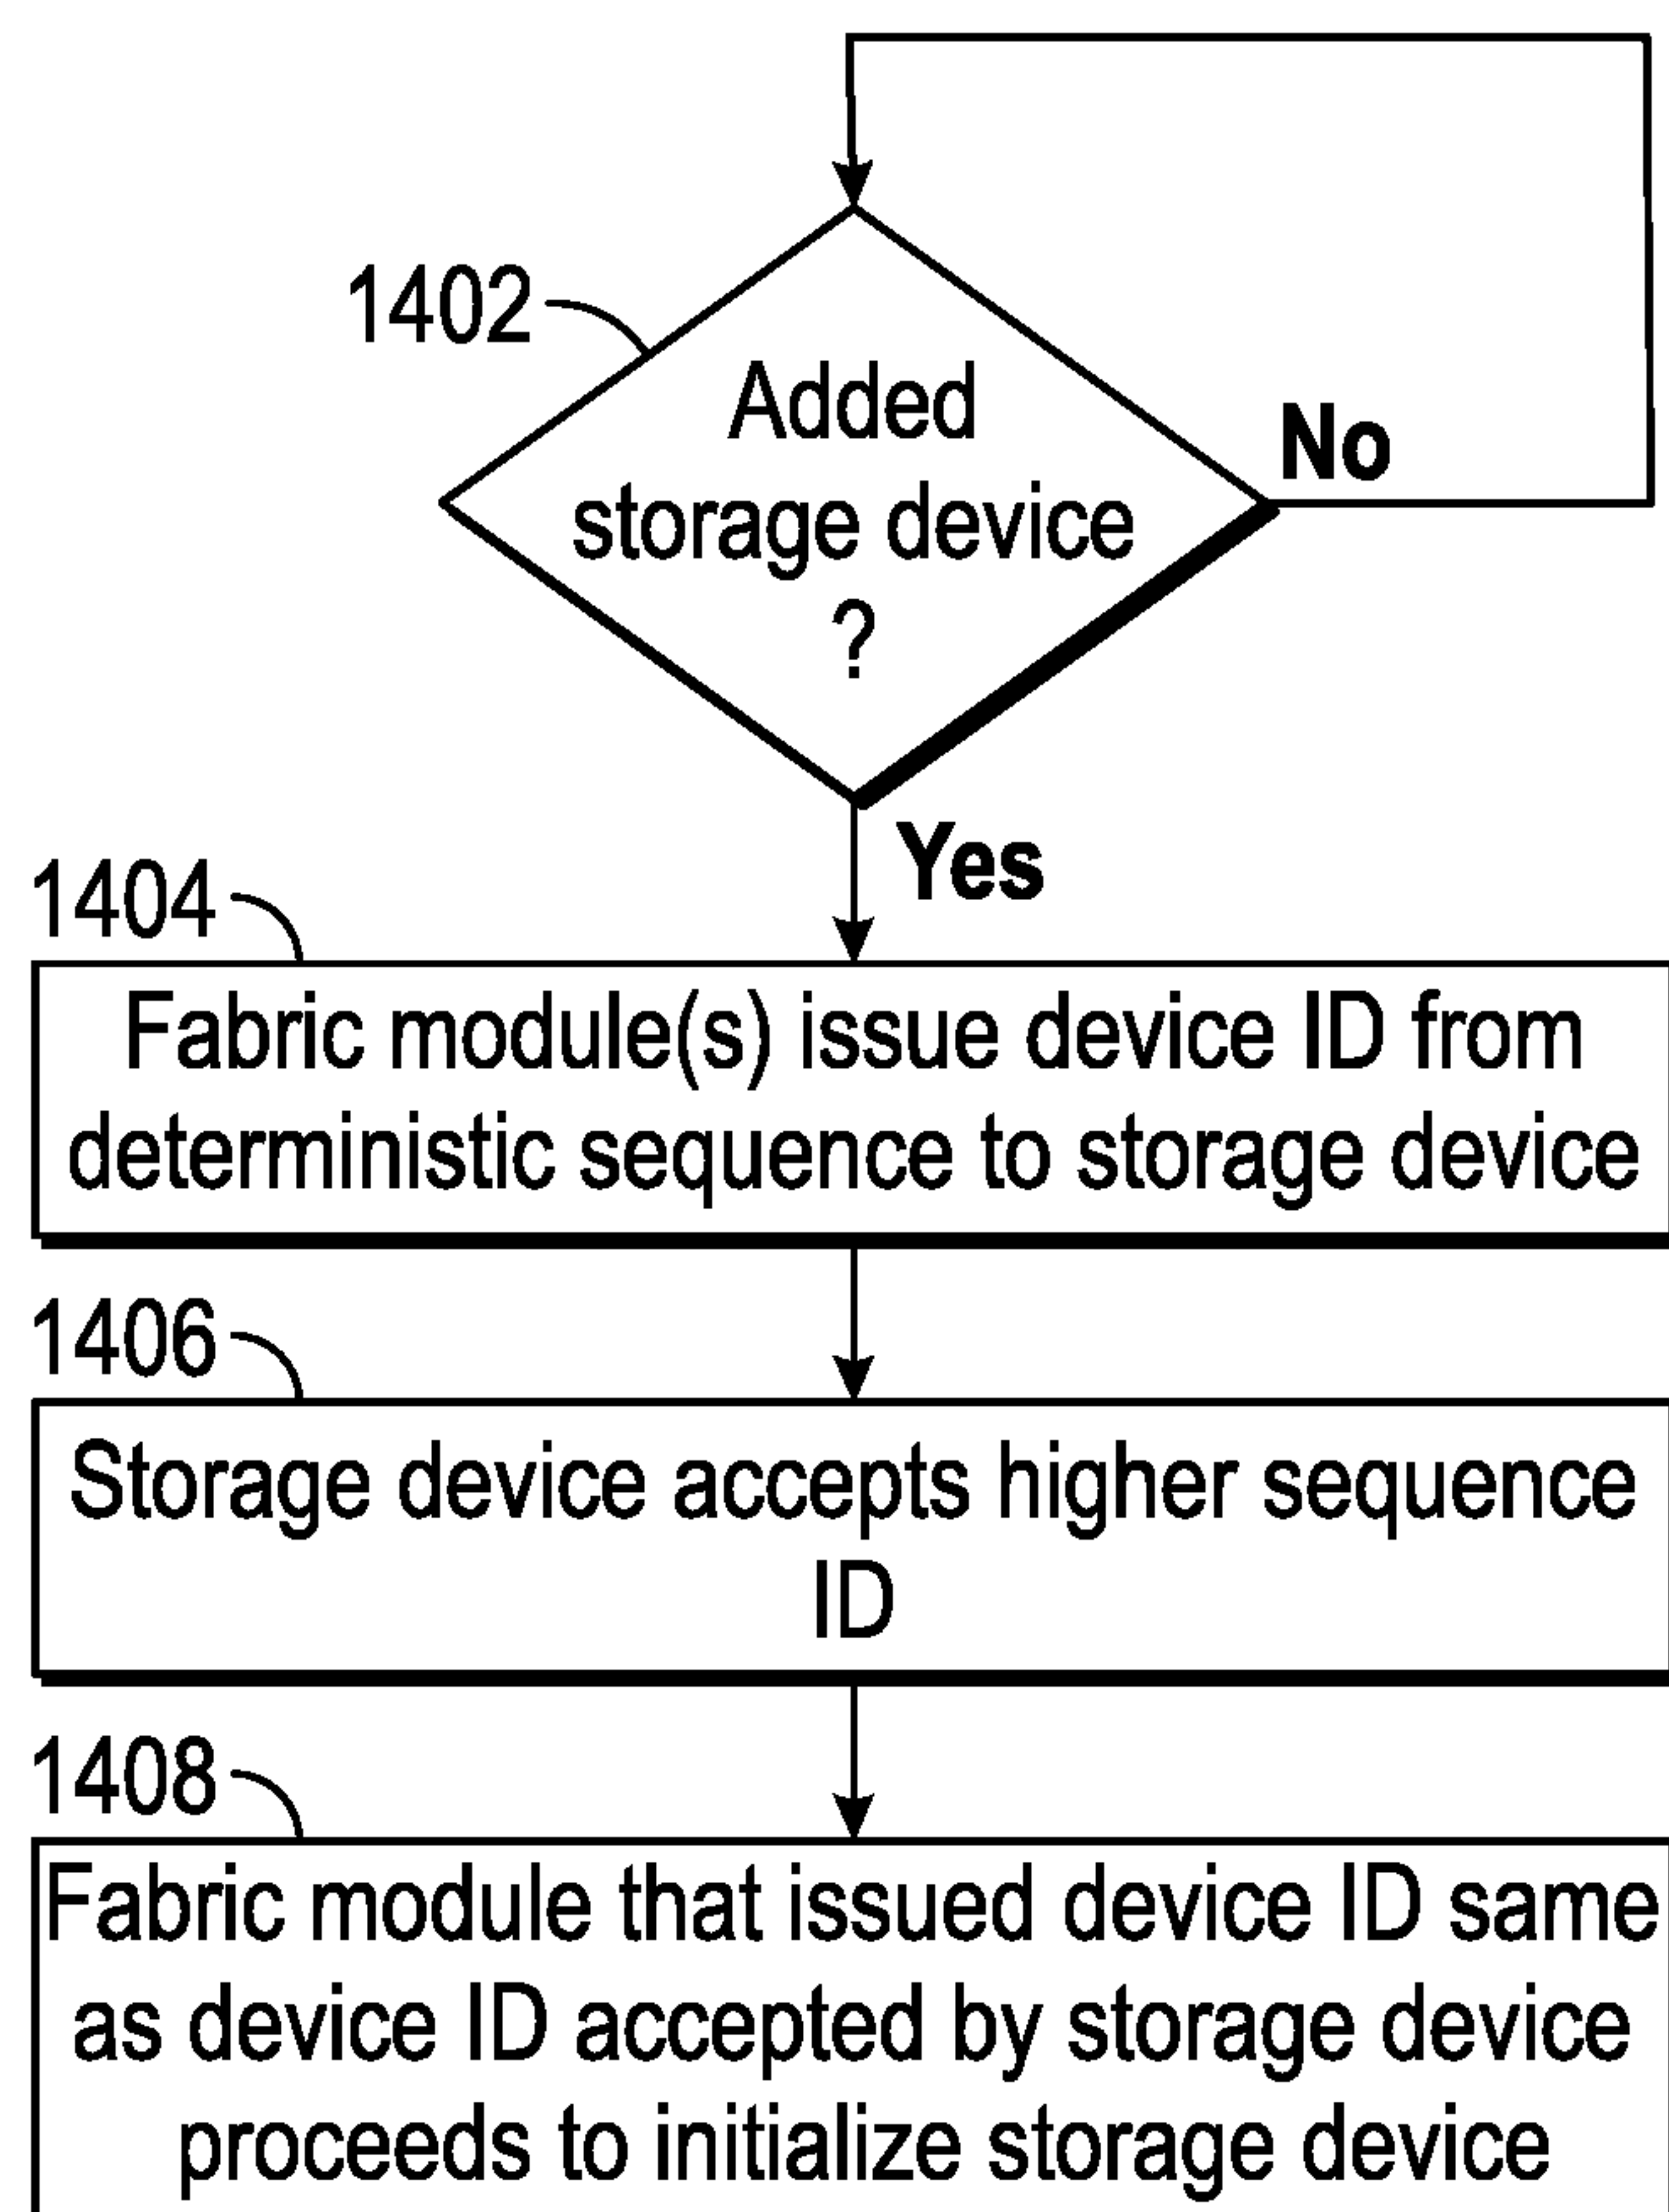 1402
Added
storage device
?
No
Yes
1404
Fabric module(s) issue device ID from
deterministic sequence to storage device
1406
Storage device accepts higher sequence
ID
1408
Fabric module that issued device ID same
as device ID accepted by storage device
proceeds to initialize storage device